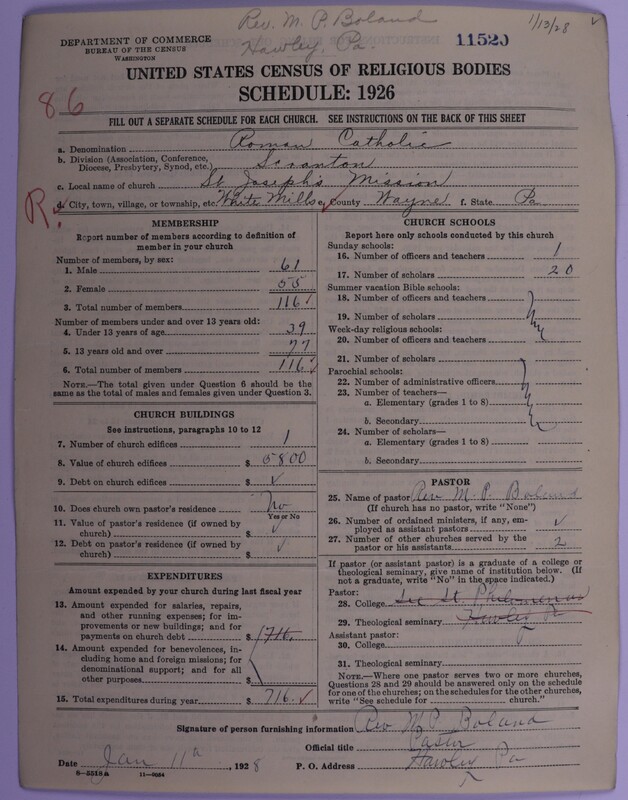 Rev. M. P. Boland
Hawley, Pa.
1/13/28
11520
DEPARTMENT OF COMMERCE
BUREAU OF THE CENSUS
WASHINGTON
UNITED STATES CENSUS OF RELIGIOUS BODIES
SCHEDULE: 1926
86
FILL OUT A SEPARATE SCHEDULE FOR EACH CHURCH. SEE INSTRUCTIONS ON THE BACK OF THIS SHEET
a. Denomination Roman Catholic
b. Division (Association, Conference, Diocese, Presbytery, Synod, etc.) Scranton
c. Local name of church St Joseph's Mission
R.
d. City, town, village, or township, etc. White Mills e. County Wayne f. State Pa
MEMBERSHIP
Report number of members according to definition of
member in your church
Number of members, by sex:
1. Male 61
2. Female 55
3. Total number of members 116
Number of members under and over 13 years old:
4. Under 13 years of age 39
5. 13 years old and over 77
6. Total number of members 116
NOTE.—The total given under Question 6 should be
same as the total of males and females given under Question 3.
CHURCH BUILDINGS
See instructions, paragraphs 10 to 12
7. Number of church edifices 1
8. Value of church edifices $ 5800
9. Debt on church edifices $
10. Does church own pastor's residence No
Yes or No
11. Value of pastor's residence (if owned by
church) $
12. Debt on pastor's residence (if owned by
church) $
EXPENDITURES
Amount expended by your church during last fiscal year
13. Amount expended for salaries, repairs,
and other running expenses; for im-
provements or new buildings; and for
payments on church debt $ 716.
14. Amount expended for benevolences, in-
cluding home and foreign missions; for
denominational support; and for all
other purposes $
15. Total expenditures during year $ 716.
CHURCH SCHOOLS
Report here only schools conducted by this church
Sunday schools:
16. Number of officers and teachers 1
17. Number of scholars 20
Summer vacation Bible schools:
18. Number of officers and teachers
19. Number of scholars
Week-day religious schools:
20. Number of officers and teachers
21. Number of scholars
Parochial schools:
22. Number of administrative officers
23. Number of teachers—
a. Elementary (grades 1 to 8)
b. Secondary
24. Number of scholars—
a. Elementary (grades 1 to 8)
b. Secondary
PASTOR
25. Name of pastor Rev M. P. Boland
(If church has no pastor, write "None")
26. Number of ordained ministers, if any, em-
ployed as assistant pastors
27. Number of other churches served by the
pastor or his assistants 2
If pastor (or assistant pastor) is a graduate of a college or
theological seminary, give name of institution below. (If
not a graduate, write "No" in the space indicated.)
Pastor:
28. College See St. Philomenas
29. Theological seminary Hawley Pa
Assistant pastor:
30. College
31. Theological seminary
NOTE.—Where one pastor serves two or more churches,
Questions 28 and 29 should be answered only on the schedule
for one of the churches; on the schedules for the other churches,
write "See schedule for church."
Signature of person furnishing information Rev M.P. Boland
Official title Pastor
Date Jan 11th, 1928 P. O. Address Hawley Pa
8-5519A 11-9064